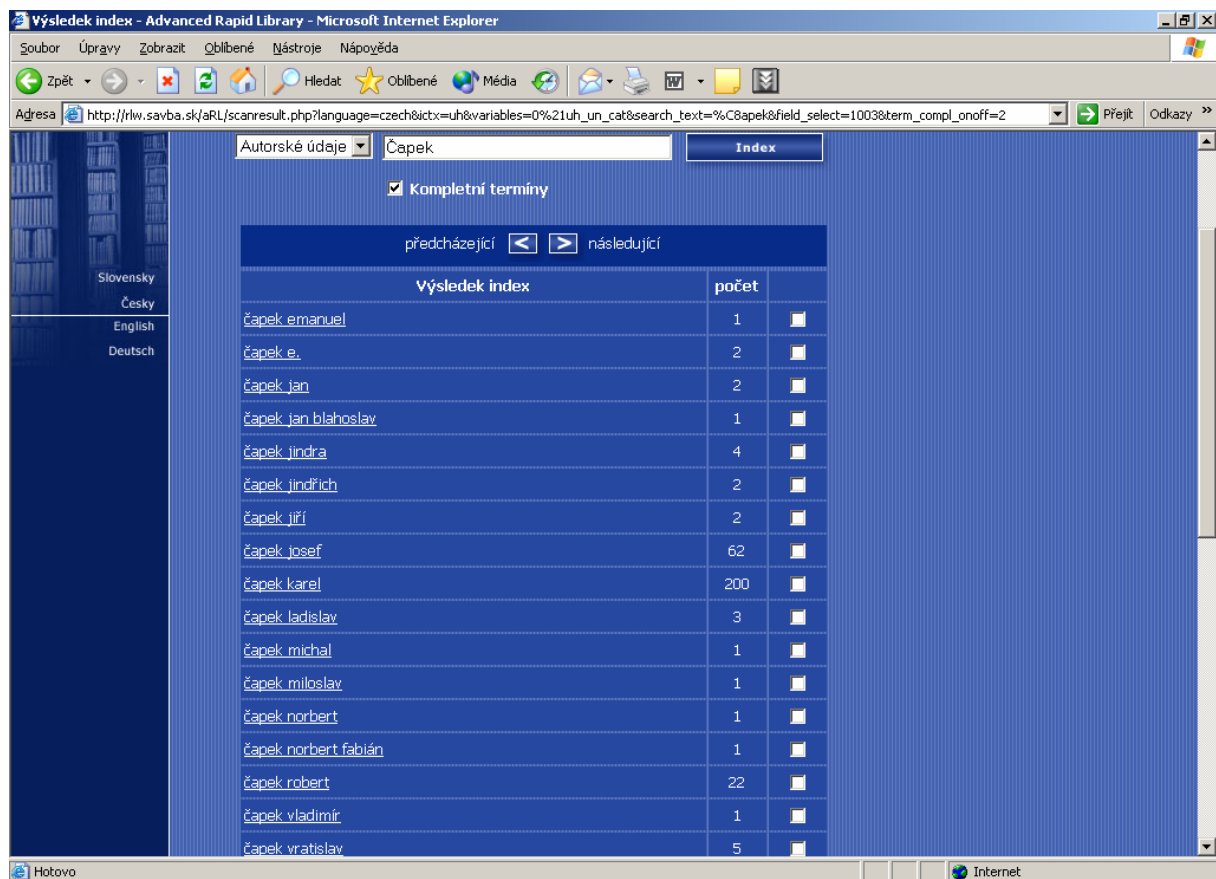 Výsledek index - Advanced Rapid Library - Microsoft Internet Explorer
Soubor Úpravy Zobrazit Oblíbené Nástroje Nápověda
Zpět Hledat Oblíbené Média
Adresa http://rlw.savba.sk/aRL/scanresult.php?language=czech&ictx=uh&variables=0%21uh_un_cat&search_text=%C8apek&field_select=1003&term_compl_onoff=2 Přejít Odkazy »
Autorské údaje Čapek Index
Kompletní termíny
předcházející < > následující
Slovensky
Česky
English
Deutsch
Výsledek index počet
čapek emanuel 1
čapek e. 2
čapek jan 2
čapek jan blahoslav 1
čapek jindra 4
čapek jindřich 2
čapek jiří 2
čapek josef 62
čapek karel 200
čapek ladislav 3
čapek michal 1
čapek miloslav 1
čapek norbert 1
čapek norbert fabián 1
čapek robert 22
čapek vladimír 1
čapek vratislav 5
Hotovo Internet